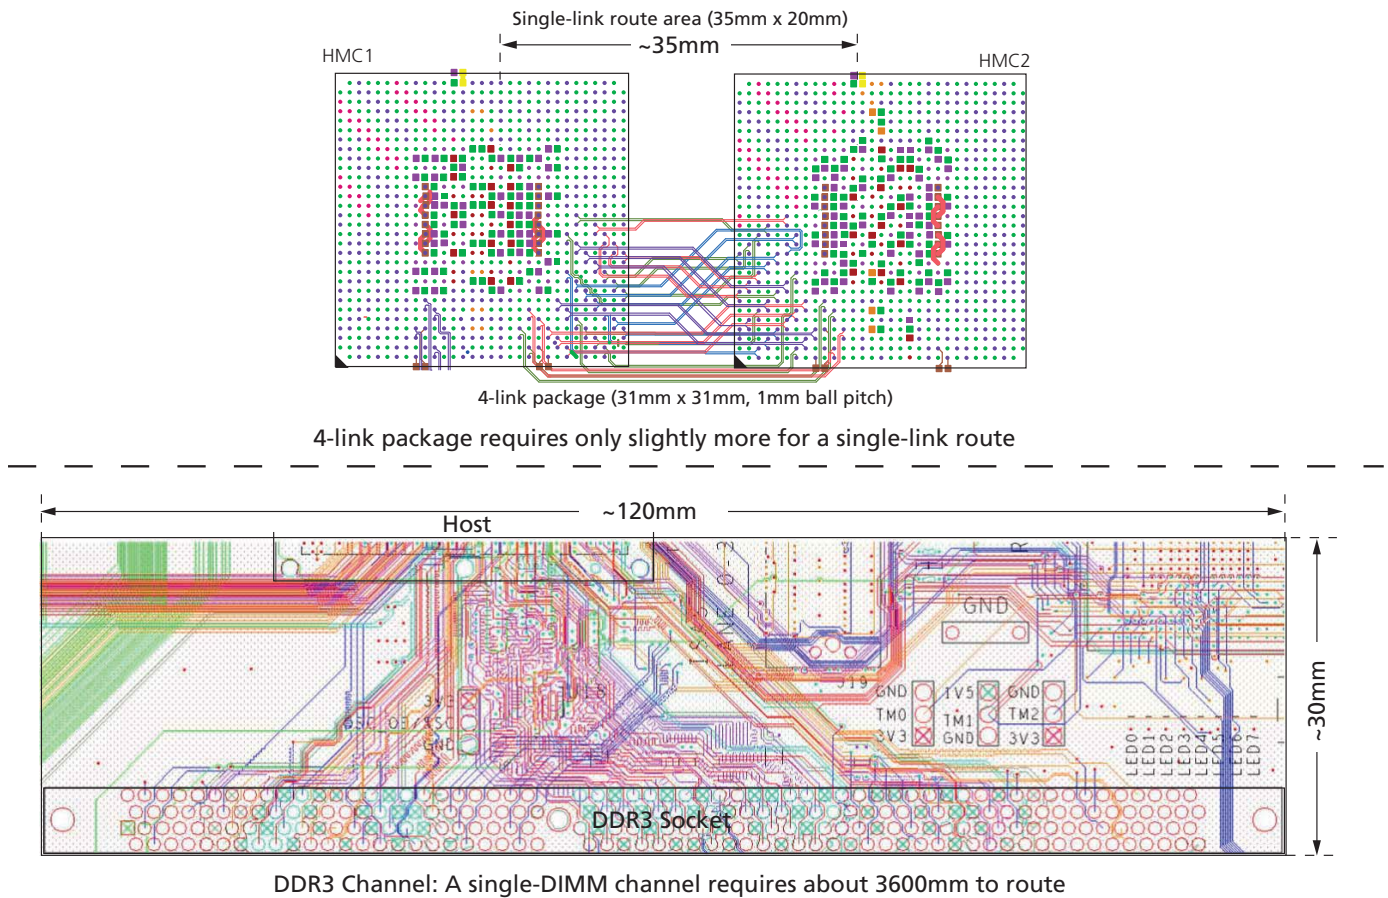 Single-link route area (35mm x 20mm)
~35mm
HMC1
HMC2
4-link package (31mm x 31mm, 1mm ball pitch)
4-link package requires only slightly more for a single-link route
~120mm
Host
R
GND
J19
GND 1V5 GND
TM0 TM1 TM2
3V3 GND 3V3
3V3
GND
LED0
LED1
LED2
LED3
LED4
LED5
LED6
LED7
~30mm
DDR3 Socket
DDR3 Channel: A single-DIMM channel requires about 3600mm to route